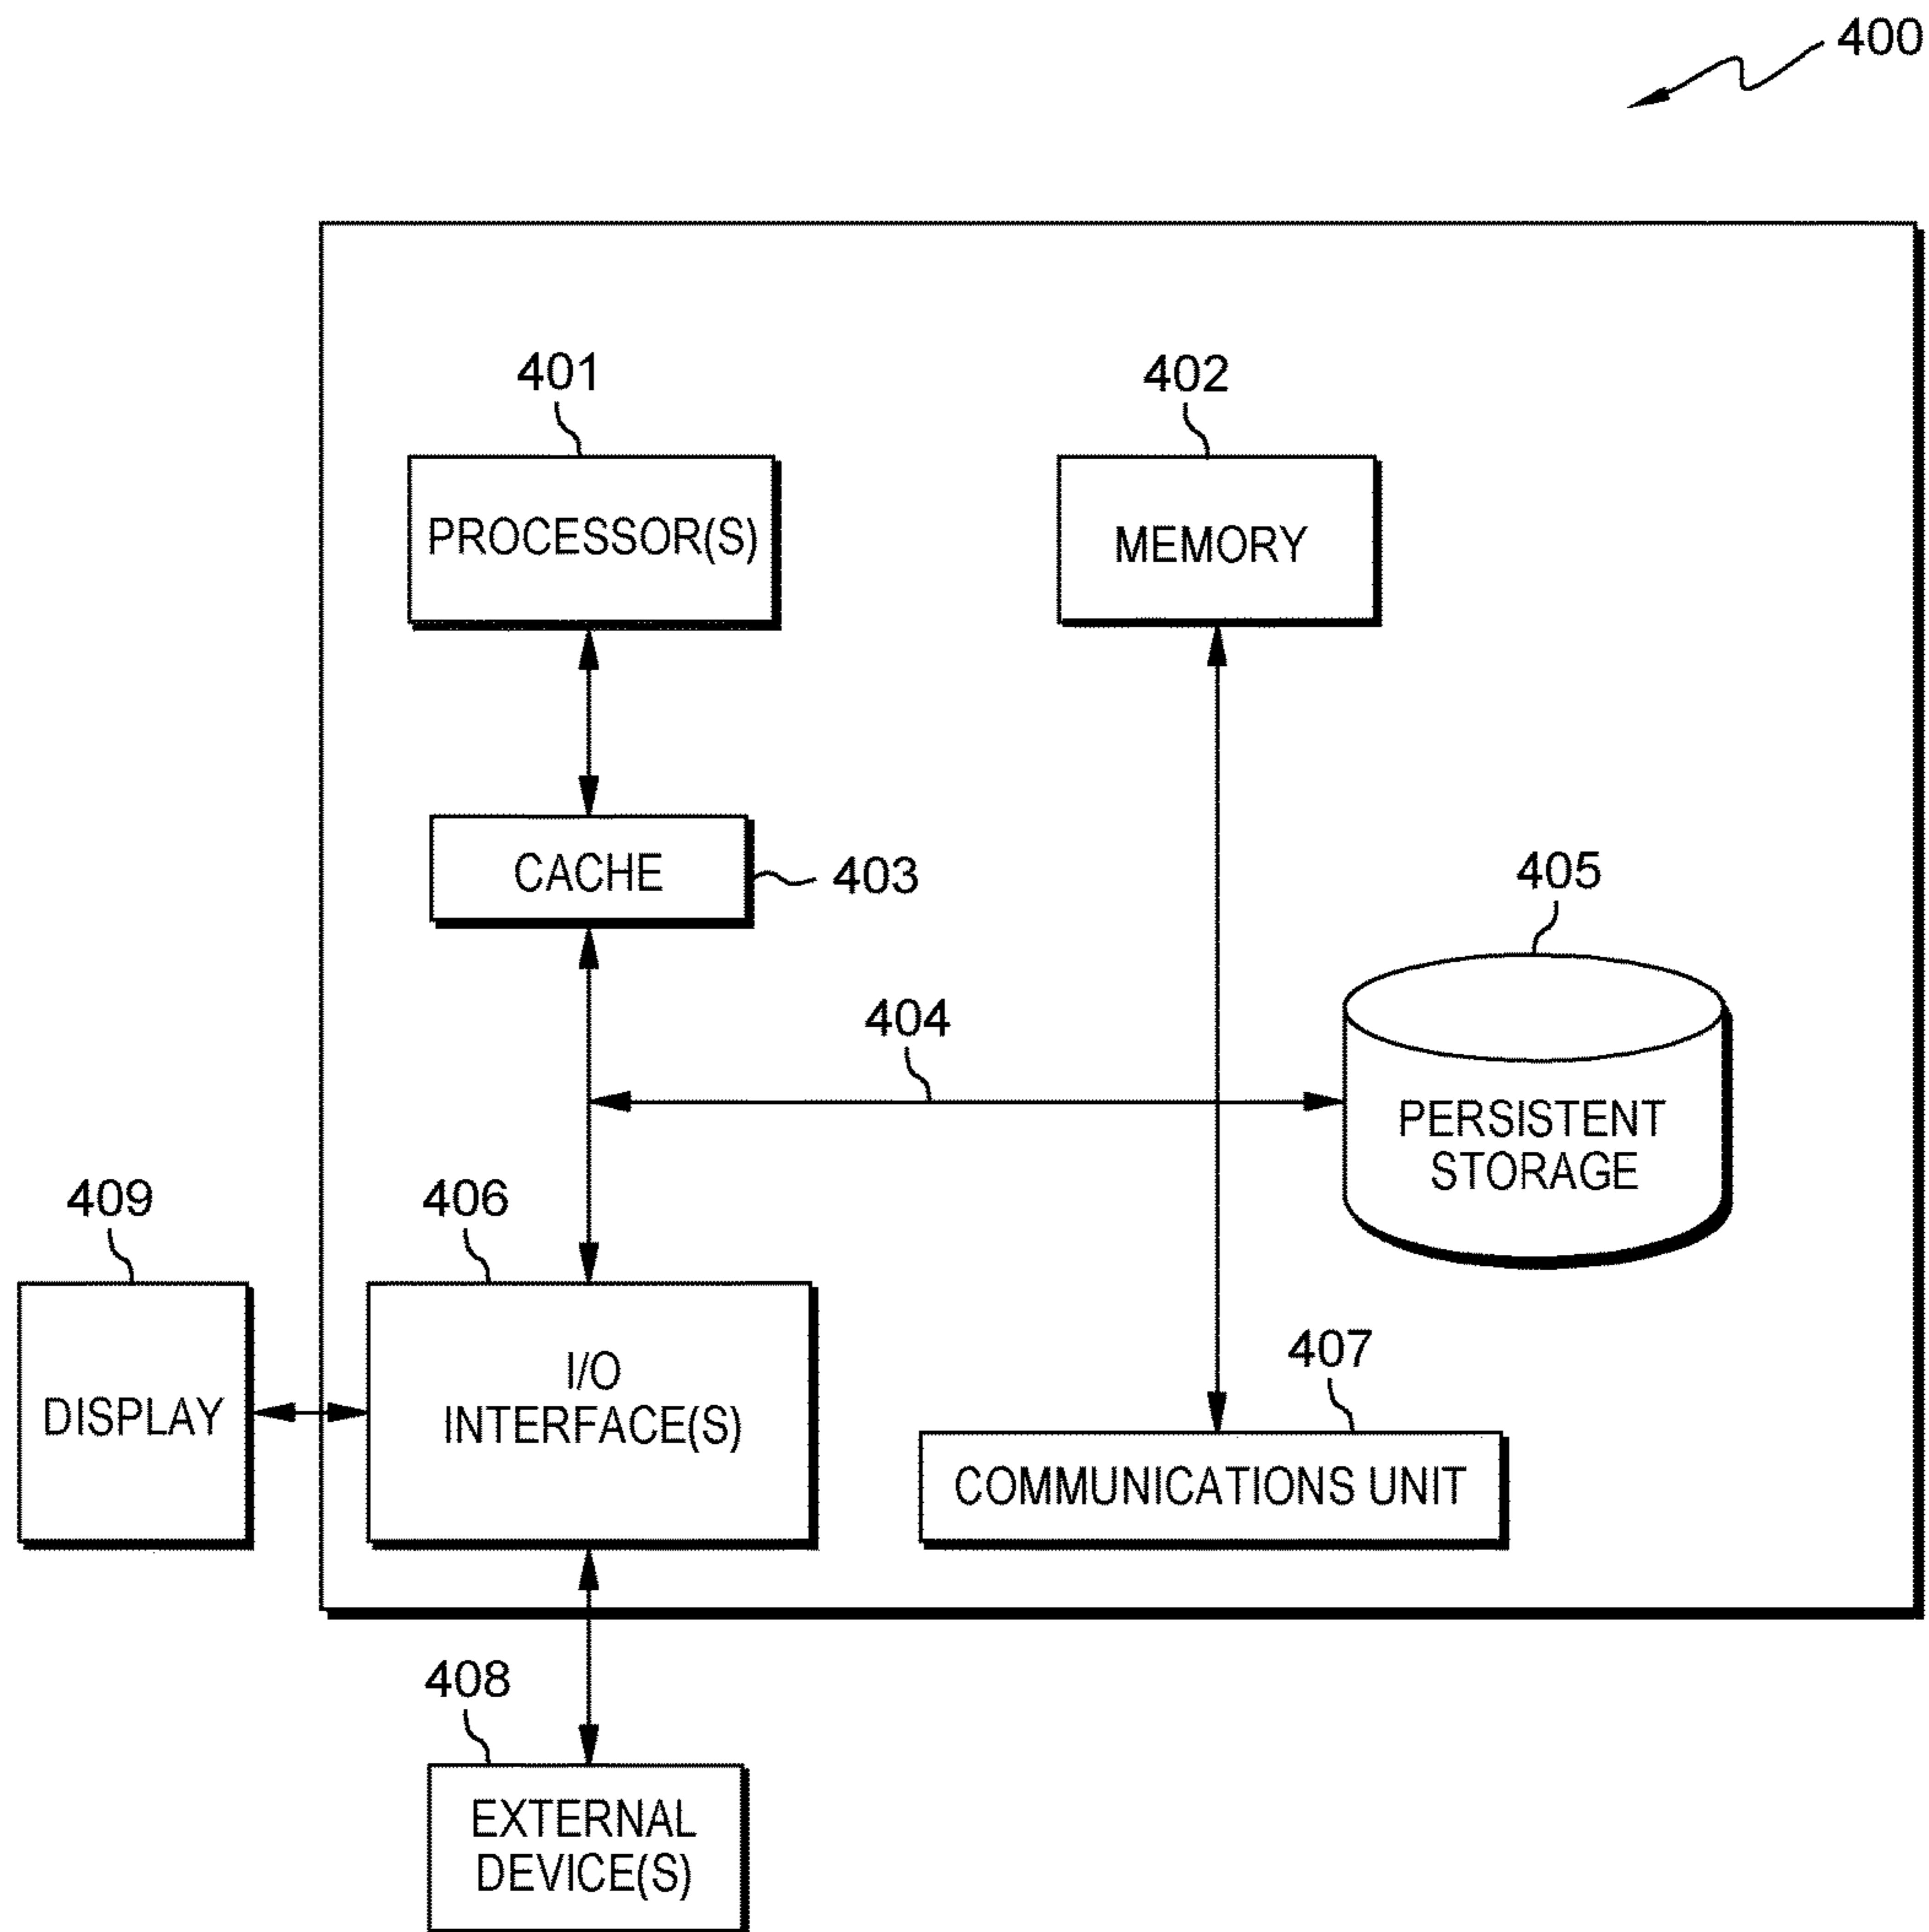 400
401
402
PROCESSOR(S)
MEMORY
CACHE
403
405
404
PERSISTENT
STORAGE
409
406
407
DISPLAY
I/O
INTERFACE(S)
COMMUNICATIONS UNIT
408
EXTERNAL
DEVICE(S)